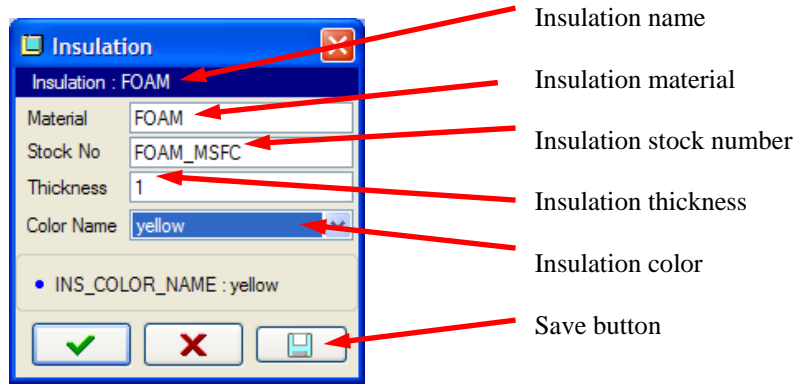 Insulation name
Insulation
Insulation : FOAM
Insulation material
Material FOAM
Insulation stock number
Stock No FOAM_MSFC
Thickness 1
Insulation thickness
Color Name yellow
Insulation color
INS_COLOR_NAME : yellow
Save button